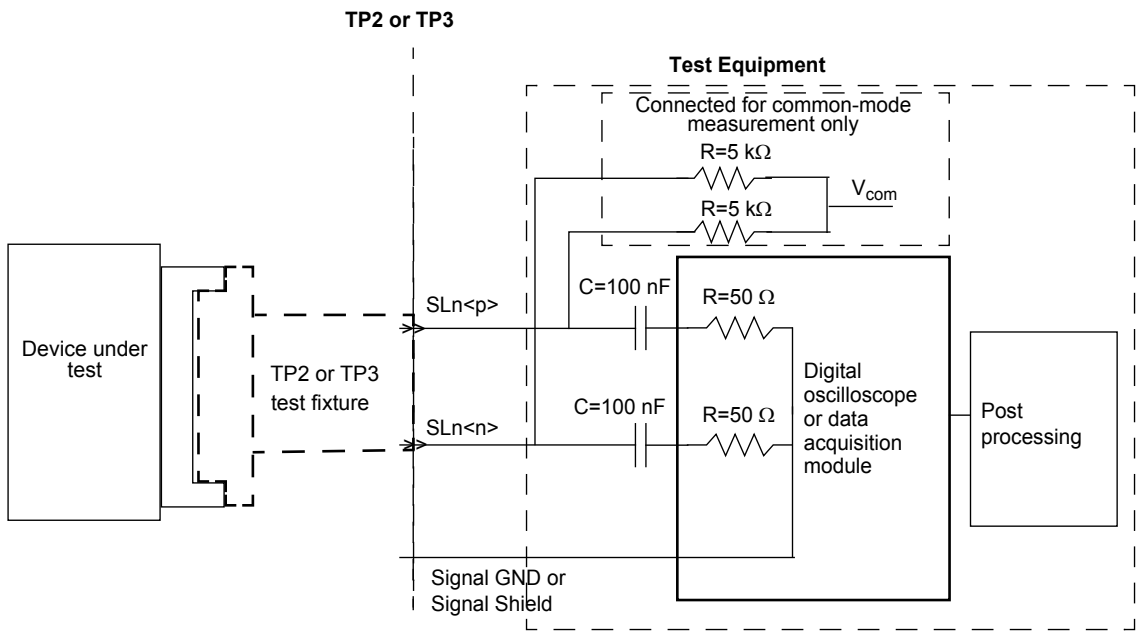 TP2 or TP3
Test Equipment
Connected for common-mode
measurement only
R=5 kΩ
Vcom
R=5 kΩ
C=100 nF
R=50 Ω
SLn<p>
Device under
test
TP2 or TP3
test fixture
Digital
oscilloscope
or data
acquisition
module
C=100 nF
R=50 Ω
SLn<n>
Post
processing
Signal GND or
Signal Shield